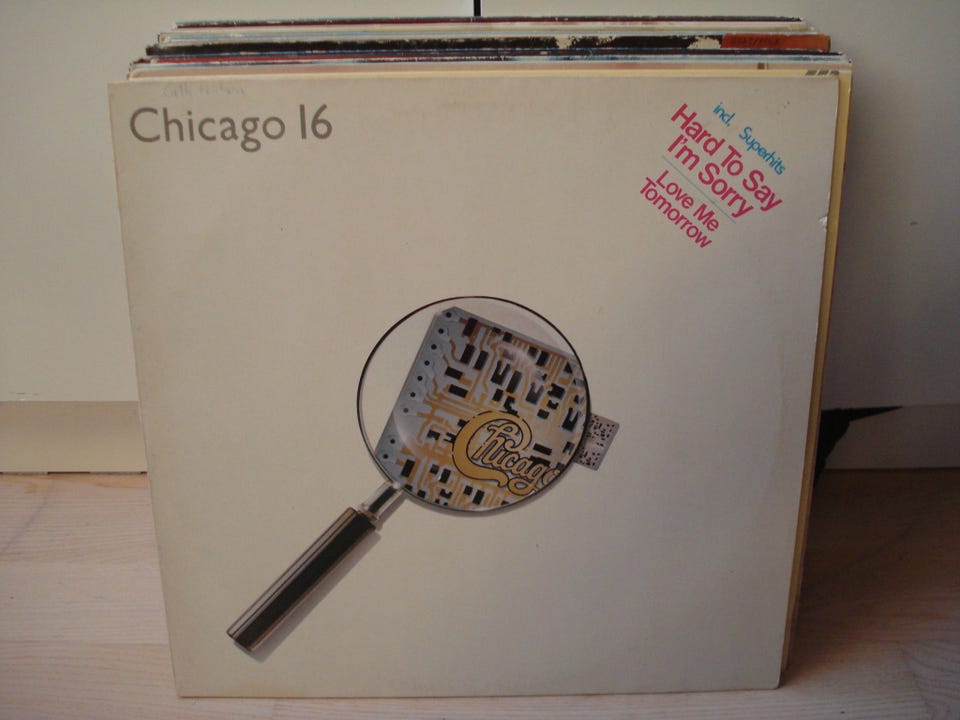 Chicago 16
incl. Superhits
Hard To Say
I'm Sorry
Love Me
Tomorrow
Chicago